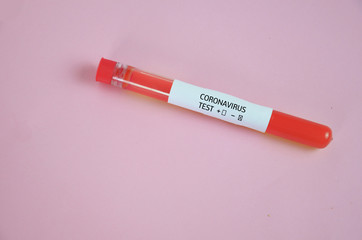 CORONAVIRUS
TEST + ☐ - ☒